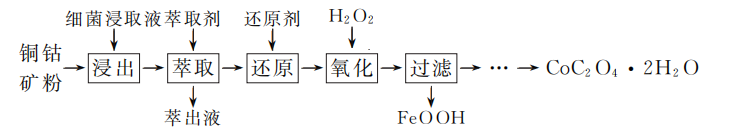 细菌浸取液 萃取剂 还原剂 H₂O₂
铜钴矿粉 → 浸出 → 萃取 → 还原 → 氧化 → 过滤 → … → CoC₂O₄·2H₂O
萃出液 FeOOH